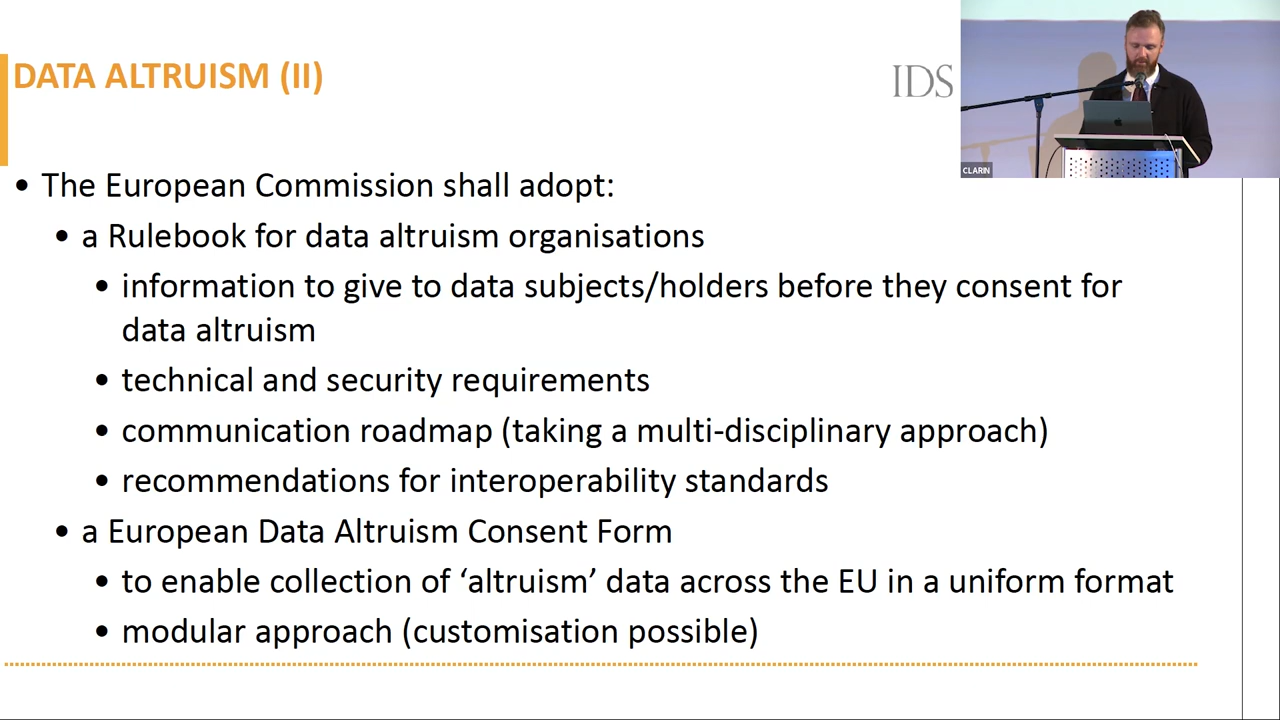 DATA ALTRUISM (II)
IDS
CLARIN
• The European Commission shall adopt:
• a Rulebook for data altruism organisations
• information to give to data subjects/holders before they consent for
data altruism
• technical and security requirements
• communication roadmap (taking a multi-disciplinary approach)
• recommendations for interoperability standards
• a European Data Altruism Consent Form
• to enable collection of ‘altruism’ data across the EU in a uniform format
• modular approach (customisation possible)